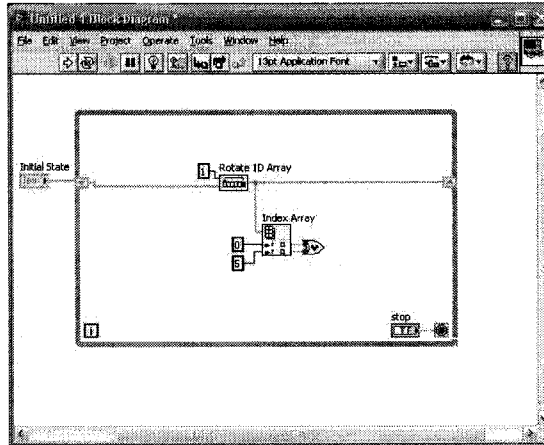 Untitled 1 Block Diagram *
File Edit View Project Operate Tools Window Help
13pt Application Font
Initial State
Rotate 1D Array
Index Array
0
5
stop
TF
i